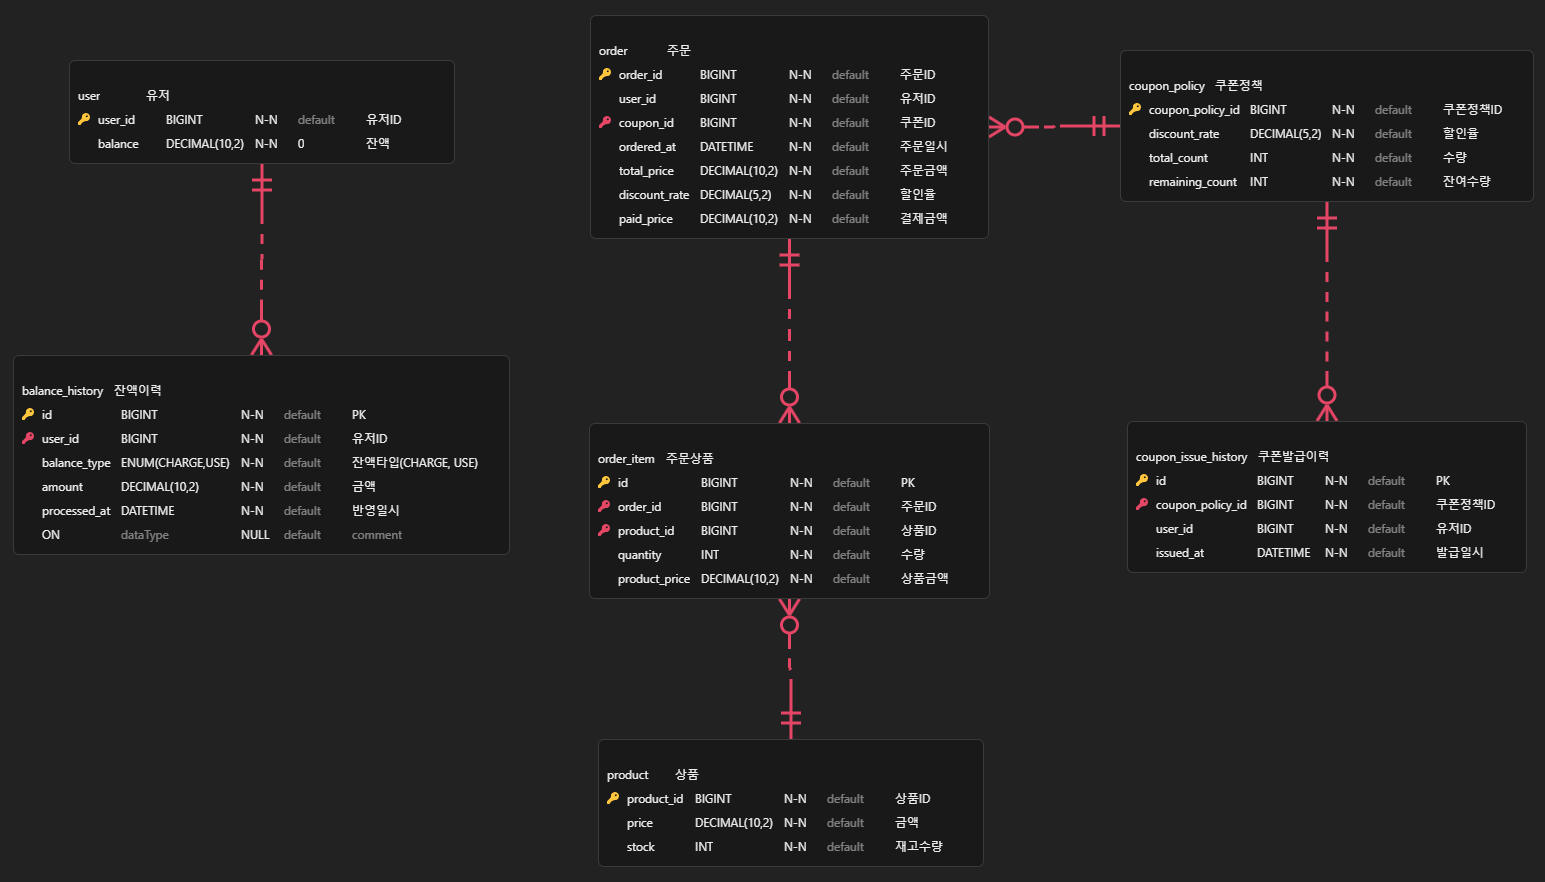 user 유저
user_id BIGINT N-N default 유저ID
balance DECIMAL(10,2) N-N 0 잔액
balance_history 잔액이력
id BIGINT N-N default PK
user_id BIGINT N-N default 유저ID
balance_type ENUM(CHARGE,USE) N-N default 잔액타입(CHARGE, USE)
amount DECIMAL(10,2) N-N default 금액
processed_at DATETIME N-N default 반영일시
ON dataType NULL default comment
order 주문
order_id BIGINT N-N default 주문ID
user_id BIGINT N-N default 유저ID
coupon_id BIGINT N-N default 쿠폰ID
ordered_at DATETIME N-N default 주문일시
total_price DECIMAL(10,2) N-N default 주문금액
discount_rate DECIMAL(5,2) N-N default 할인율
paid_price DECIMAL(10,2) N-N default 결제금액
order_item 주문상품
id BIGINT N-N default PK
order_id BIGINT N-N default 주문ID
product_id BIGINT N-N default 상품ID
quantity INT N-N default 수량
product_price DECIMAL(10,2) N-N default 상품금액
product 상품
product_id BIGINT N-N default 상품ID
price DECIMAL(10,2) N-N default 금액
stock INT N-N default 재고수량
coupon_policy 쿠폰정책
coupon_policy_id BIGINT N-N default 쿠폰정책ID
discount_rate DECIMAL(5,2) N-N default 할인율
total_count INT N-N default 수량
remaining_count INT N-N default 잔여수량
coupon_issue_history 쿠폰발급이력
id BIGINT N-N default PK
coupon_policy_id BIGINT N-N default 쿠폰정책ID
user_id BIGINT N-N default 유저ID
issued_at DATETIME N-N default 발급일시